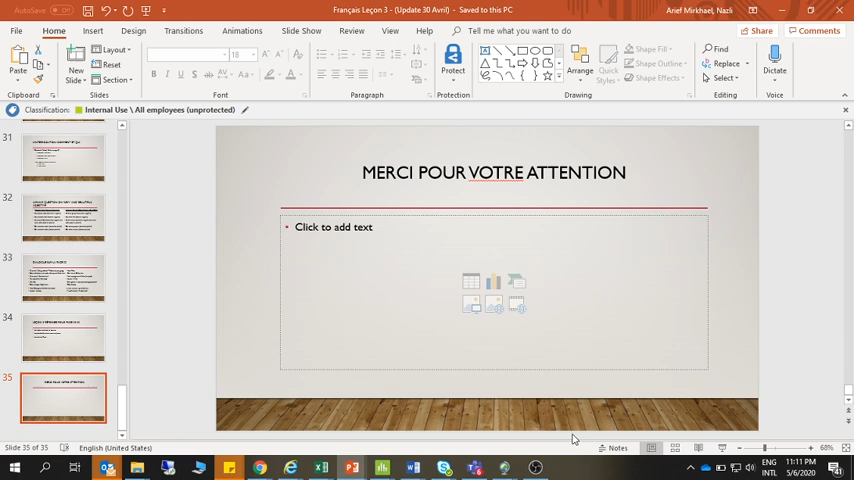 AutoSave Off
Français Leçon 3 - (Update 30 Avril) - Saved to this PC
Arief Mirkhael, Nazli
File Home Insert Design Transitions Animations Slide Show Review View Help Tell me what you want to do Share Comments
Paste New Slide Layout Reset Section 18 Protect Arrange Quick Styles Shape Fill Shape Outline Shape Effects Find Replace Select Dictate
Clipboard Slides Font Paragraph Protection Drawing Editing Voice
Classification: Internal Use \ All employees (unprotected)
31
32
33
34
35
MERCI POUR VOTRE ATTENTION
• Click to add text
Slide 35 of 35 English (United States) Notes 68%
ENG 11:11 PM
INTL 5/6/2020 41